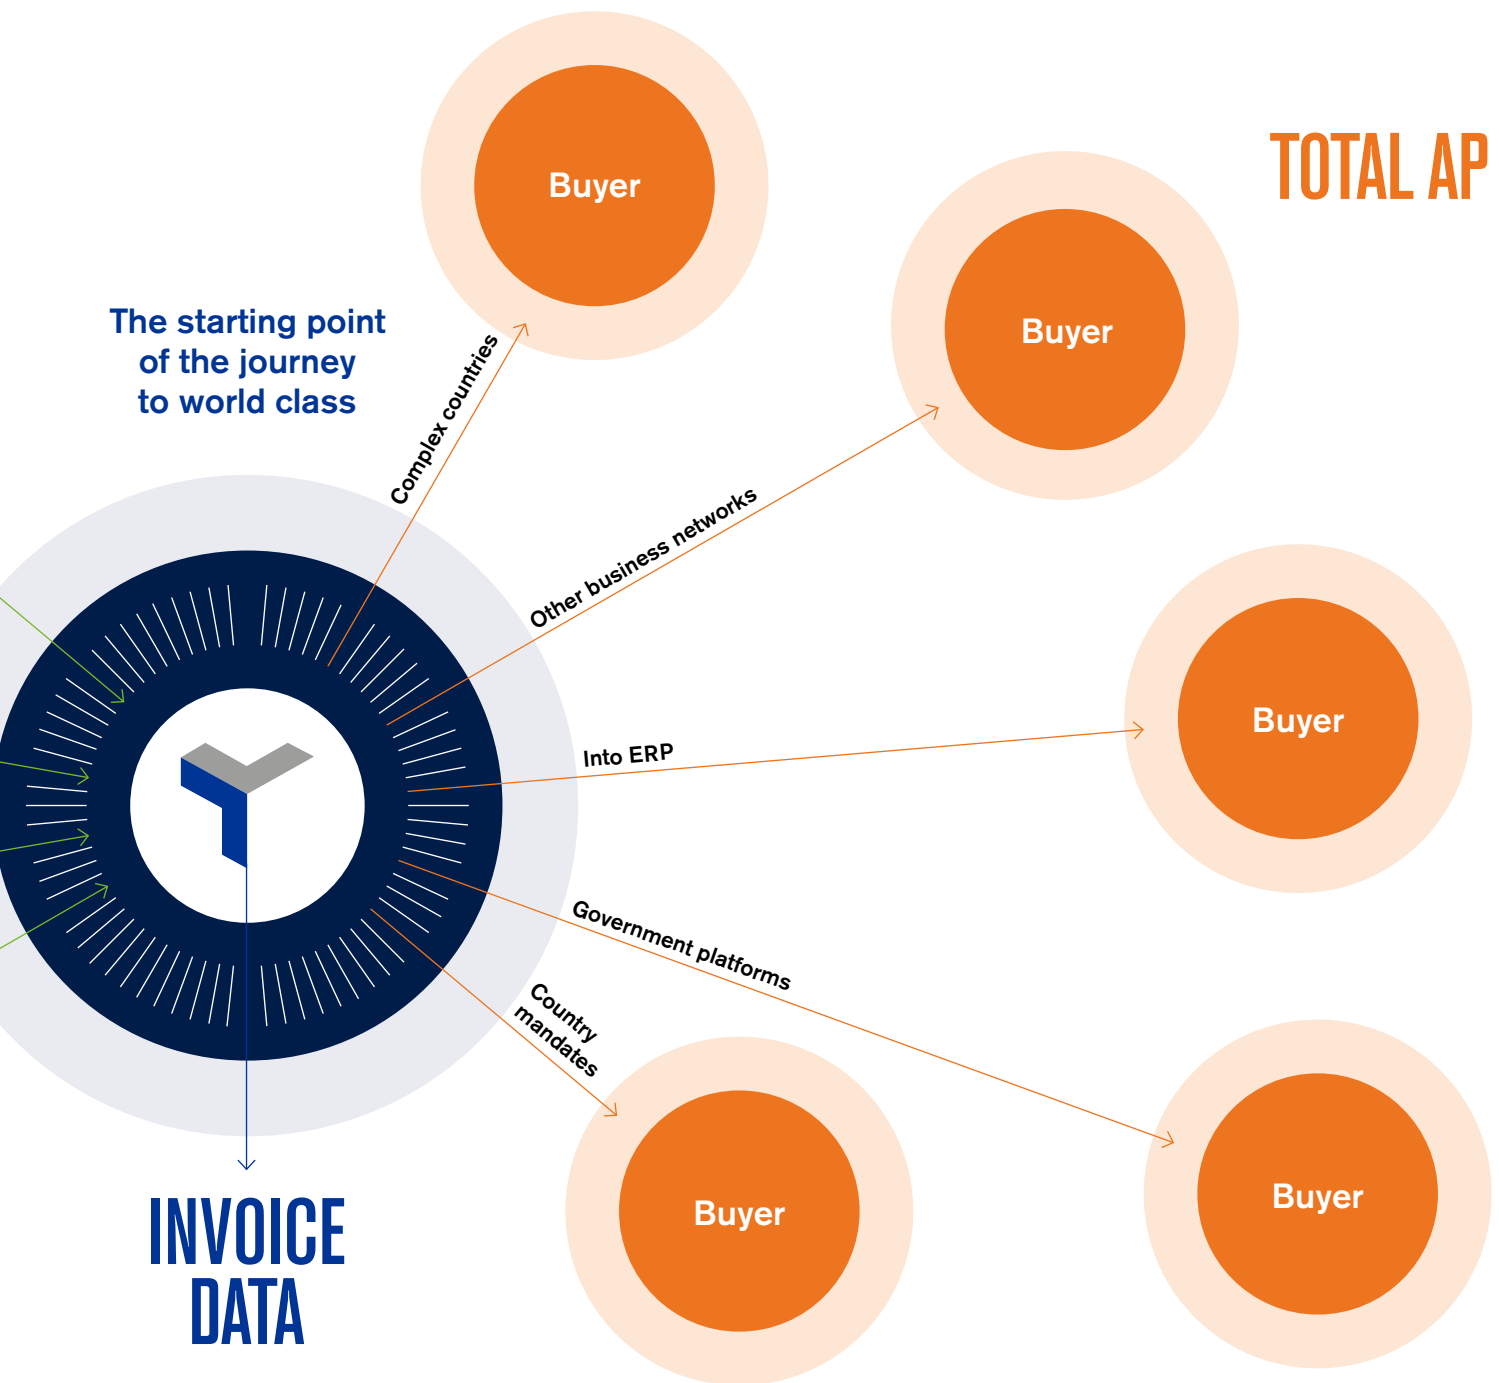 Buyer
TOTAL AP
Buyer
The starting point
of the journey
to world class
Complex countries
Other business networks
Into ERP
Buyer
Government platforms
Country
mandates
Buyer
Buyer
INVOICE
DATA